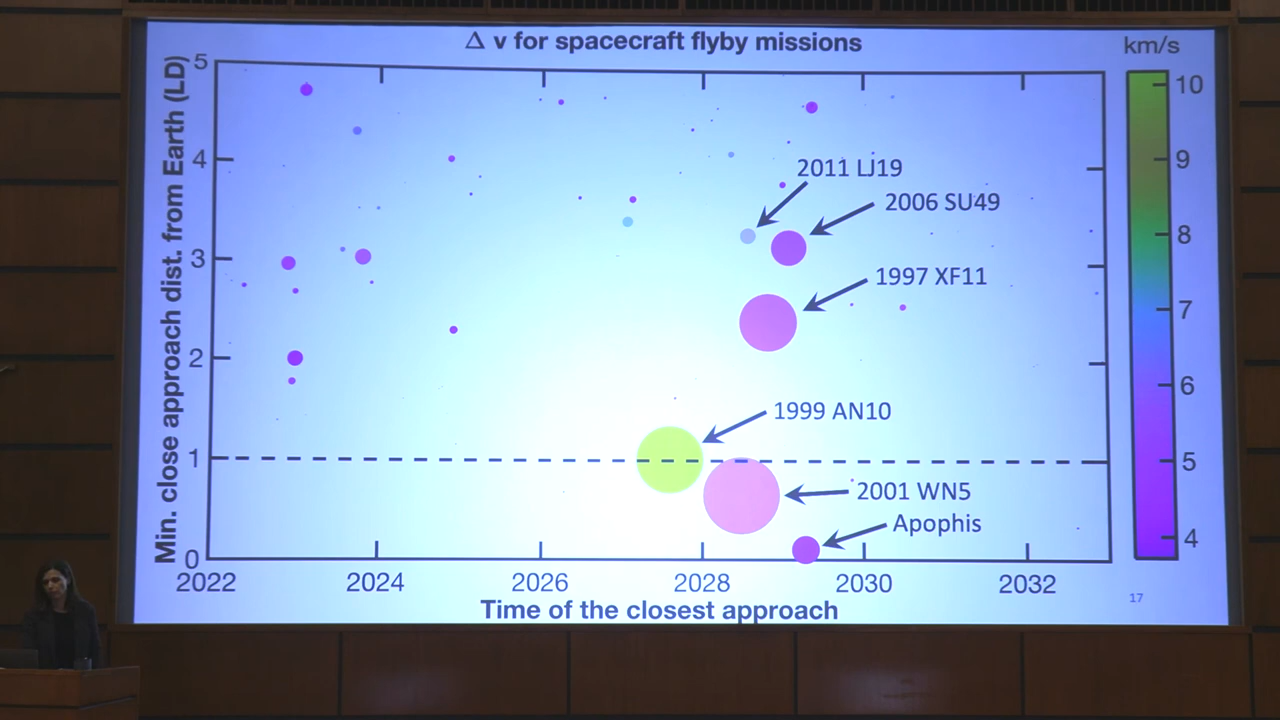 Δ v for spacecraft flyby missions
km/s
Min. close approach dist. from Earth (LD)
5
4
3
2
1
0
2022
2024
2026
2028
2030
2032
Time of the closest approach
2011 LJ19
2006 SU49
1997 XF11
1999 AN10
2001 WN5
Apophis
10
9
8
7
6
5
4
17